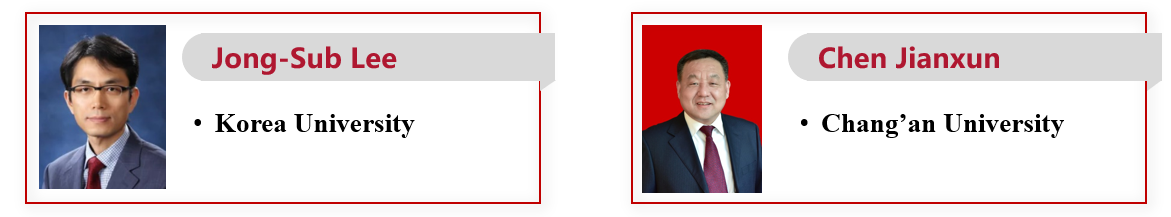 Jong-Sub Lee
• Korea University
Chen Jianxun
• Chang’an University